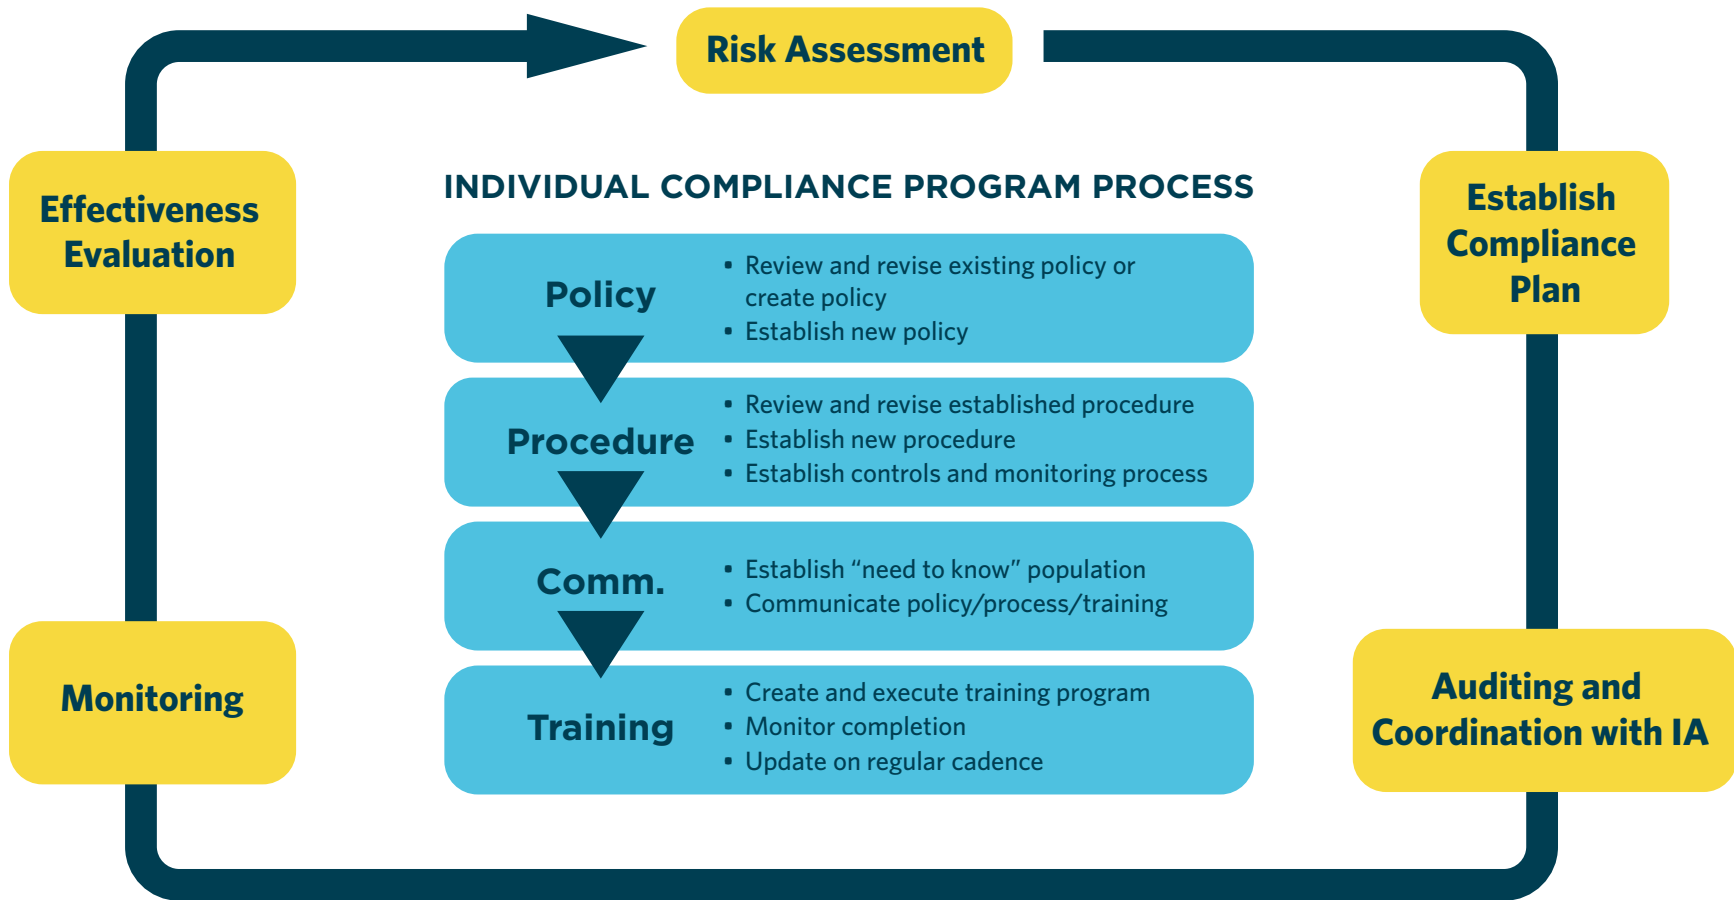 Risk Assessment
Effectiveness
Evaluation
Establish
Compliance
Plan
Monitoring
Auditing and
Coordination with IA
INDIVIDUAL COMPLIANCE PROGRAM PROCESS
Policy
▪ Review and revise existing policy or
create policy
▪ Establish new policy
Procedure
▪ Review and revise established procedure
▪ Establish new procedure
▪ Establish controls and monitoring process
Comm.
▪ Establish “need to know” population
▪ Communicate policy/process/training
Training
▪ Create and execute training program
▪ Monitor completion
▪ Update on regular cadence